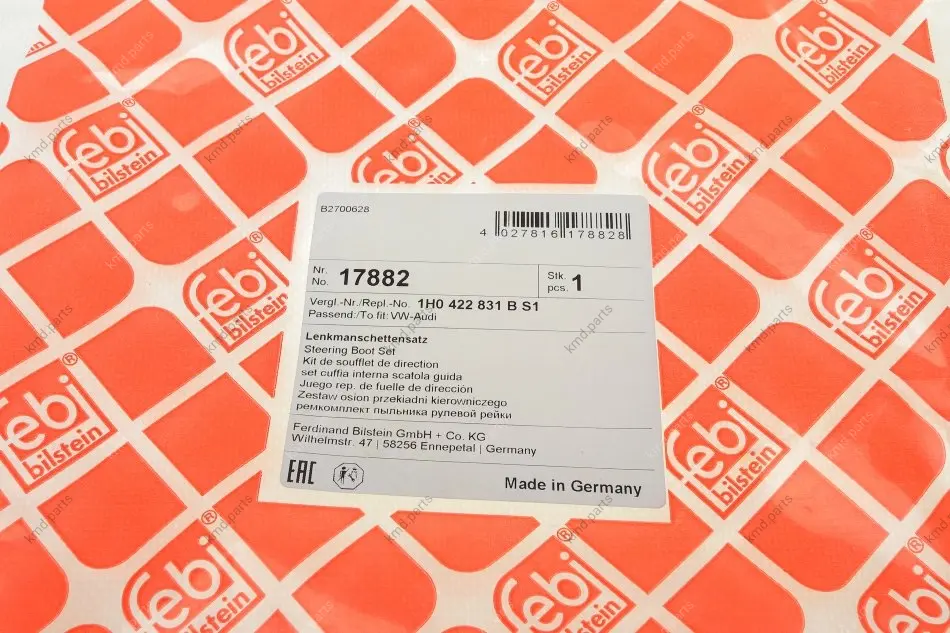 febi®
bilstein
B2700628
4 027816 178828
Nr.
No. 17882
Stk.
pcs. 1
Vergl.-Nr./Repl.-No. 1H0 422 831 B S1
Passend:/To fit: VW-Audi
Lenkmanschettensatz
Steering Boot Set
Kit de soufflet de direction
set cuffia interna scatola guida
Juego rep. de fuelle de dirección
Zestaw osion przekiadni kierowniczego
ремкомплект пыльника рулевой рейки
Ferdinand Bilstein GmbH + Co. KG
Wilhelmstr. 47 | 58256 Ennepetal | Germany
EAC
Made in Germany
kmd.parts